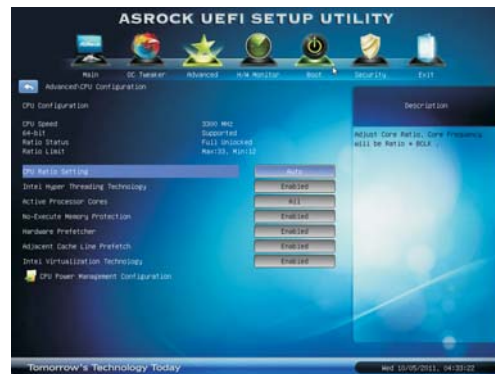 ASROCK UEFI SETUP UTILITY
Main OC Tweaker Advanced H/W Monitor Boot Security Exit
Advanced\CPU Configuration
CPU Configuration
CPU Speed 3300 MHz
64-bit Supported
Ratio Status Full Unlocked
Ratio Limit Max:33, Min:12
CPU Ratio Setting Auto
Intel Hyper Threading Technology Enabled
Active Processor Cores All
No-Execute Memory Protection Enabled
Hardware Prefetcher Enabled
Adjacent Cache Line Prefetch Enabled
Intel Virtualization Technology Enabled
CPU Power Management Configuration
Description
Adjust Core Ratio, Core Frequency
will be Ratio * BCLK .
Tomorrow's Technology Today
Wed 10/05/2011, 04:33:22